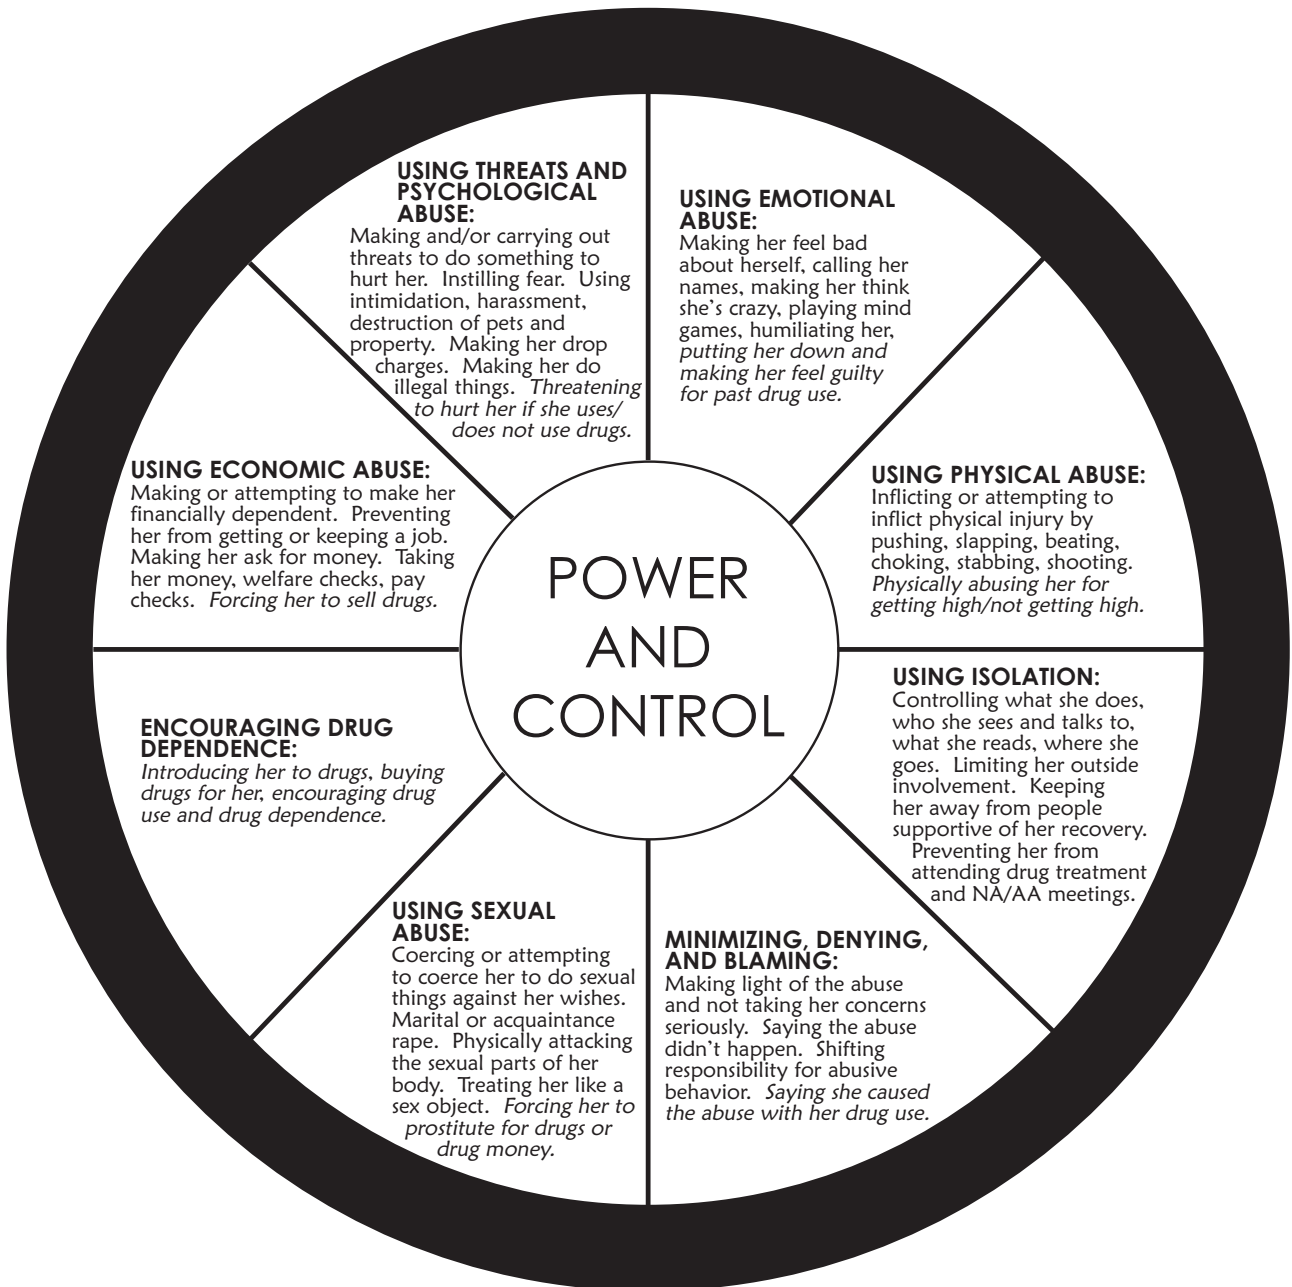 USING THREATS AND
PSYCHOLOGICAL
ABUSE:
Making and/or carrying out
threats to do something to
hurt her.  Instilling fear.  Using
intimidation, harassment,
destruction of pets and
property.  Making her drop
charges.  Making her do
illegal things.  Threatening
to hurt her if she uses/
does not use drugs.
USING EMOTIONAL
ABUSE:
Making her feel bad
about herself, calling her
names, making her think
she's crazy, playing mind
games, humiliating her,
putting her down and
making her feel guilty
for past drug use.
USING PHYSICAL ABUSE:
Inflicting or attempting to
inflict physical injury by
pushing, slapping, beating,
choking, stabbing, shooting.
Physically abusing her for
getting high/not getting high.
USING ISOLATION:
Controlling what she does,
who she sees and talks to,
what she reads, where she
goes.  Limiting her outside
involvement.  Keeping
her away from people
supportive of her recovery.
Preventing her from
attending drug treatment
and NA/AA meetings.
MINIMIZING, DENYING,
AND BLAMING:
Making light of the abuse
and not taking her concerns
seriously.  Saying the abuse
didn't happen.  Shifting
responsibility for abusive
behavior.  Saying she caused
the abuse with her drug use.
USING SEXUAL
ABUSE:
Coercing or attempting
to coerce her to do sexual
things against her wishes.
Marital or acquaintance
rape.  Physically attacking
the sexual parts of her
body.  Treating her like a
sex object.  Forcing her to
prostitute for drugs or
drug money.
ENCOURAGING DRUG
DEPENDENCE:
Introducing her to drugs, buying
drugs for her, encouraging drug
use and drug dependence.
USING ECONOMIC ABUSE:
Making or attempting to make her
financially dependent.  Preventing
her from getting or keeping a job.
Making her ask for money.  Taking
her money, welfare checks, pay
checks.  Forcing her to sell drugs.
POWER
AND
CONTROL